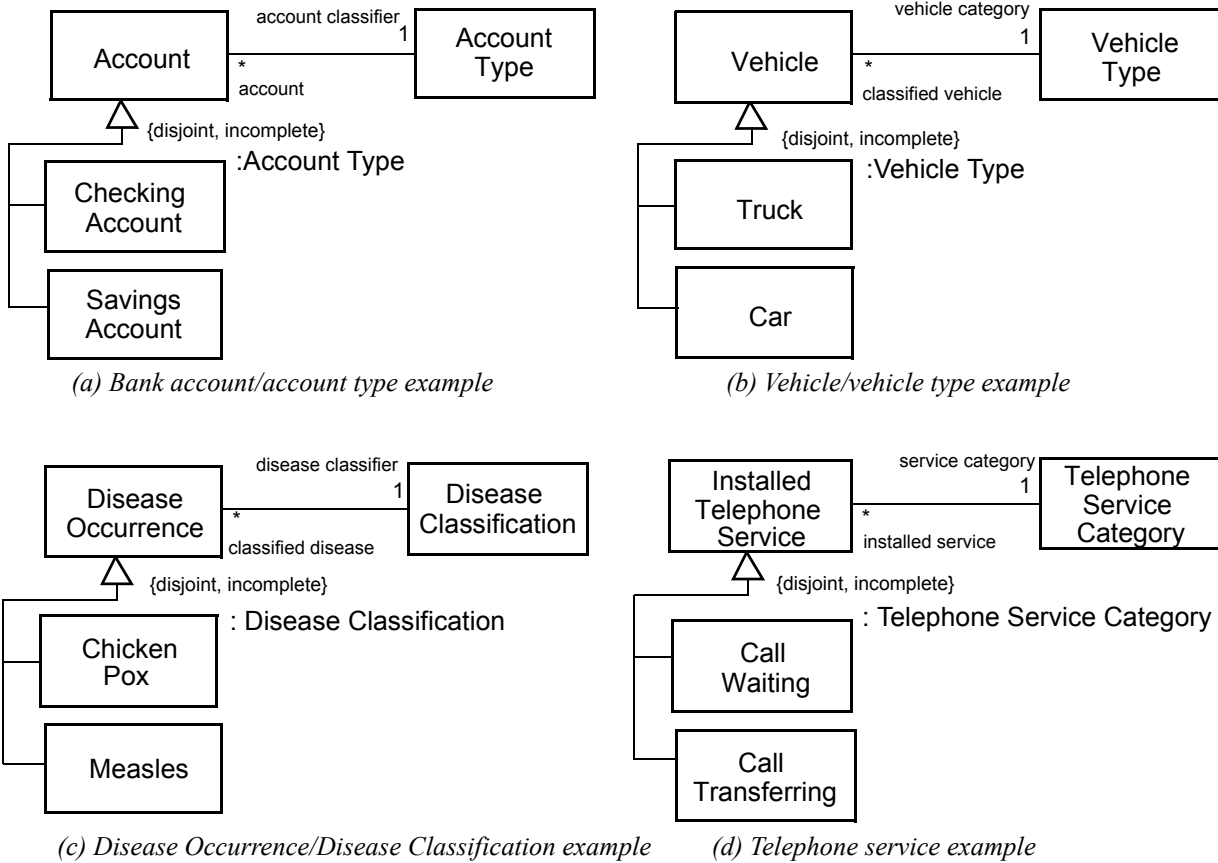 account classifier
1
Account
Account
Type
*
account
{disjoint, incomplete}
:Account Type
Checking
Account
Savings
Account
(a) Bank account/account type example
vehicle category
1
Vehicle
Vehicle
Type
*
classified vehicle
{disjoint, incomplete}
:Vehicle Type
Truck
Car
(b) Vehicle/vehicle type example
disease classifier
1
Disease
Occurrence
Disease
Classification
*
classified disease
{disjoint, incomplete}
: Disease Classification
Chicken
Pox
Measles
(c) Disease Occurrence/Disease Classification example
service category
1
Installed
Telephone
Service
Telephone
Service
Category
*
installed service
{disjoint, incomplete}
: Telephone Service Category
Call
Waiting
Call
Transferring
(d) Telephone service example